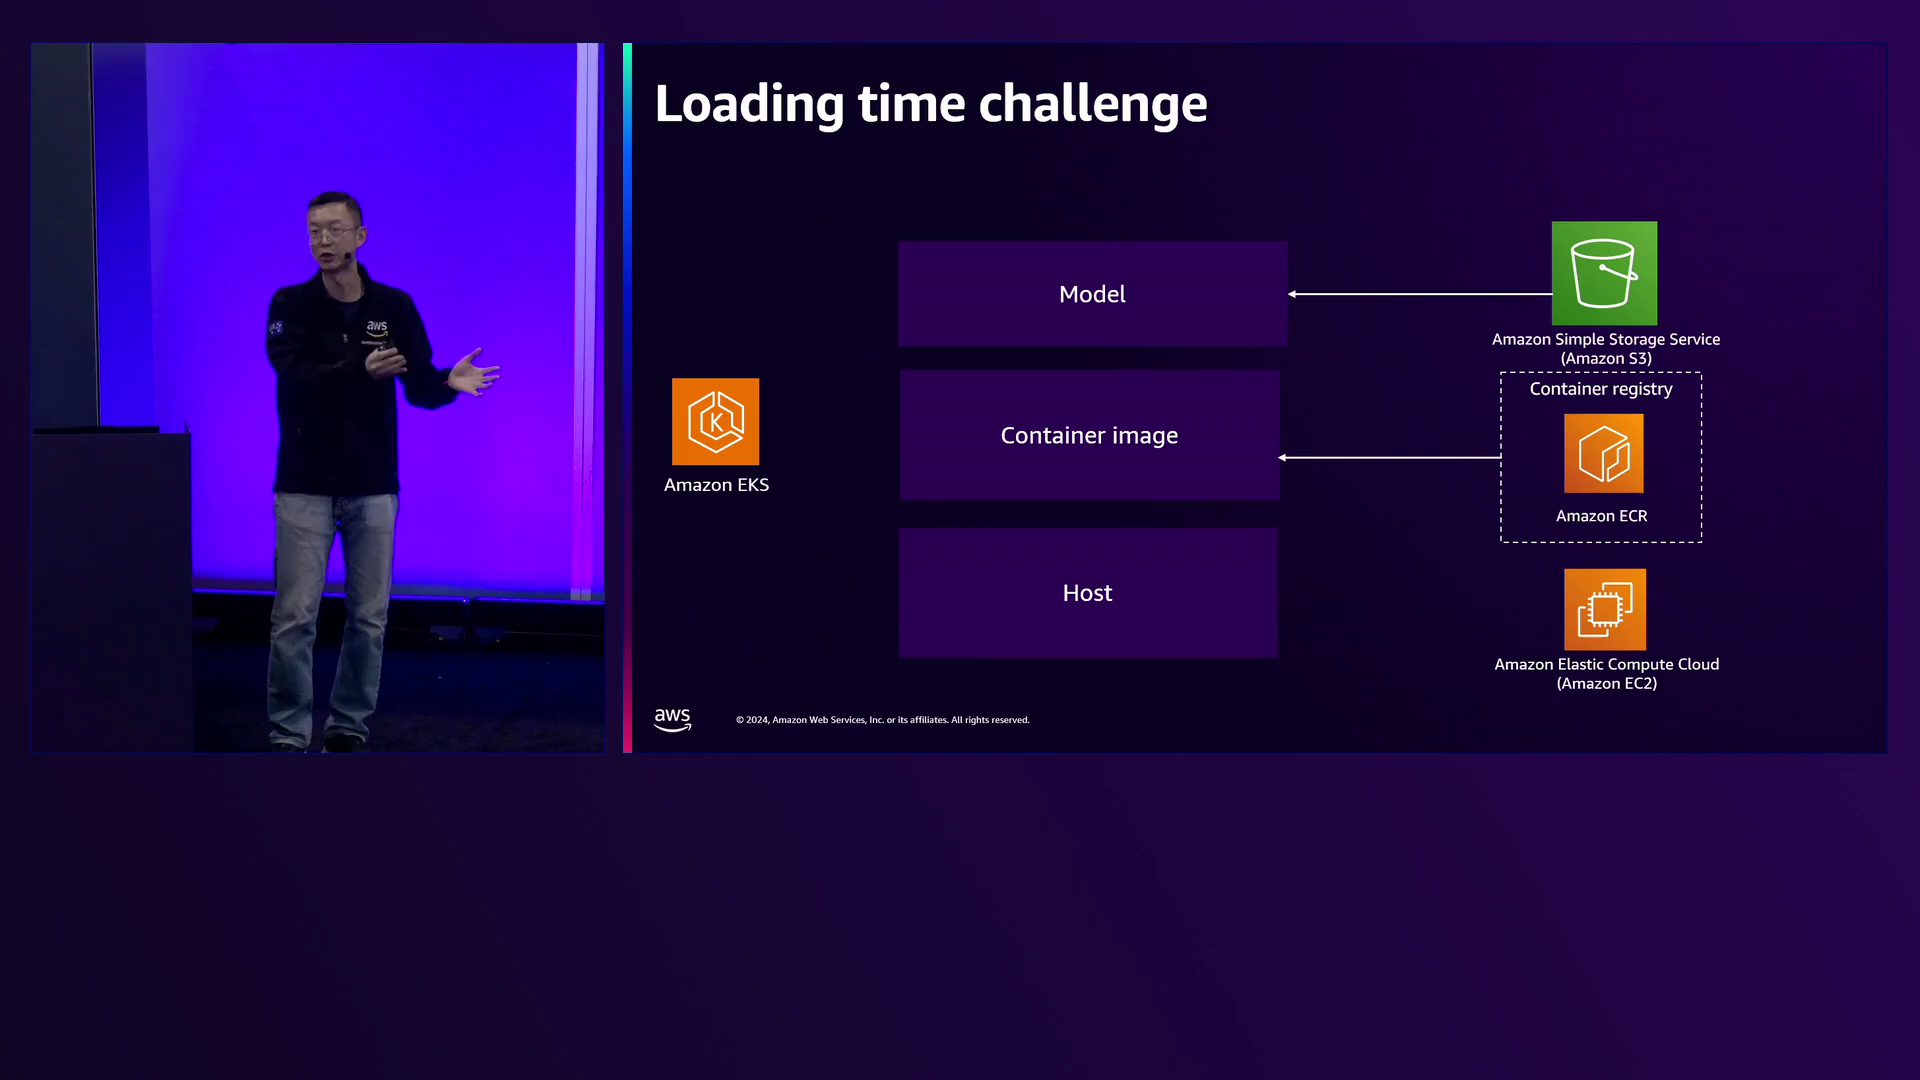 Loading time challenge
Model
Amazon Simple Storage Service
(Amazon S3)
Container registry
K
Container image
Amazon EKS
Amazon ECR
Host
Amazon Elastic Compute Cloud
(Amazon EC2)
aws
© 2024, Amazon Web Services, Inc. or its affiliates. All rights reserved.
aws